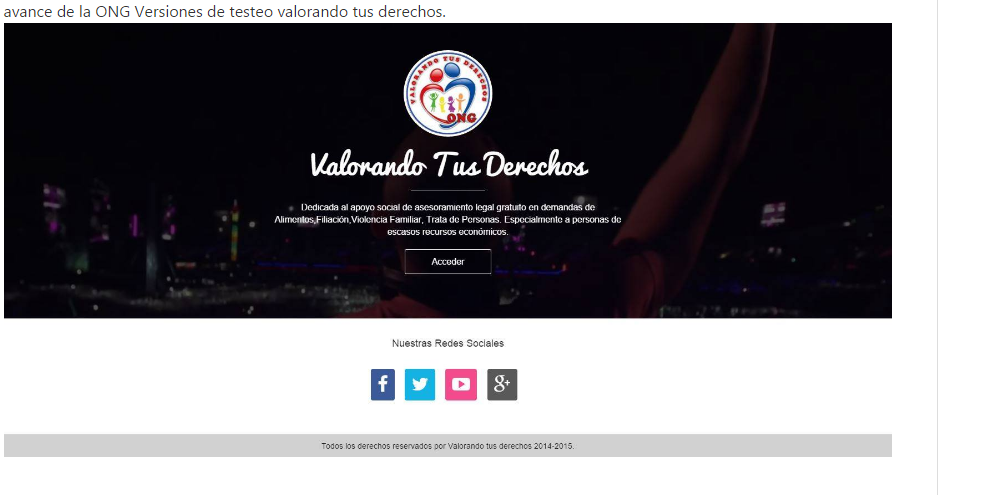 avance de la ONG Versiones de testeo valorando tus derechos.
VALORANDO TUS DERECHOS
ONG
Valorando Tus Derechos
Dedicada al apoyo social de asesoramiento legal gratuito en demandas de
Alimentos,Filiación,Violencia Familiar, Trata de Personas. Especialmente a personas de
escasos recursos económicos.
Acceder
Nuestras Redes Sociales
Todos los derechos reservados por Valorando tus derechos 2014-2015.